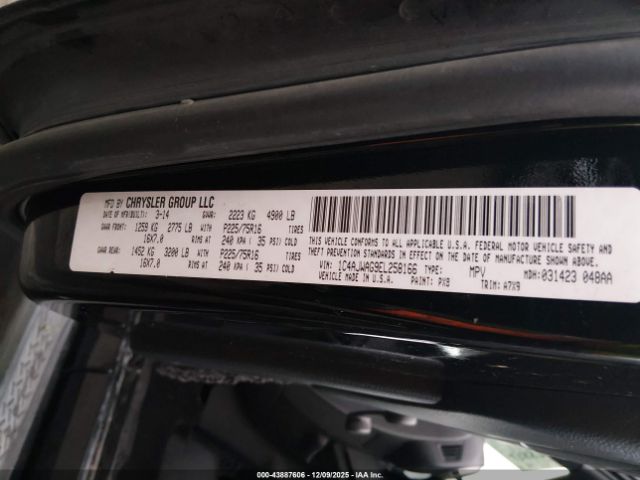 MFD BY CHRYSLER GROUP LLC
DATE OF MFR(BUILT): 3-14 GVWR: 2223 KG 4900 LB
GAWR FRONT: 1259 KG 2775 LB WITH P225/75R16 TIRES
16X7.0 RIMS AT 240 KPA ( 35 PSI) COLD
GAWR REAR: 1452 KG 3200 LB WITH P225/75R16 TIRES
16X7.0 RIMS AT 240 KPA ( 35 PSI) COLD
THIS VEHICLE CONFORMS TO ALL APPLICABLE U.S.A. FEDERAL MOTOR VEHICLE SAFETY AND
THEFT PREVENTION STANDARDS IN EFFECT ON THE DATE OF MANUFACTURE SHOWN ABOVE.
VIN: 1C4AJWAG9EL258166 TYPE: MPV MDH: 031423 048AA
MADE IN U.S.A. PAINT: PX8 TRIM: A7X9
000-43887606 | 12/09/2025 | IAA Inc.